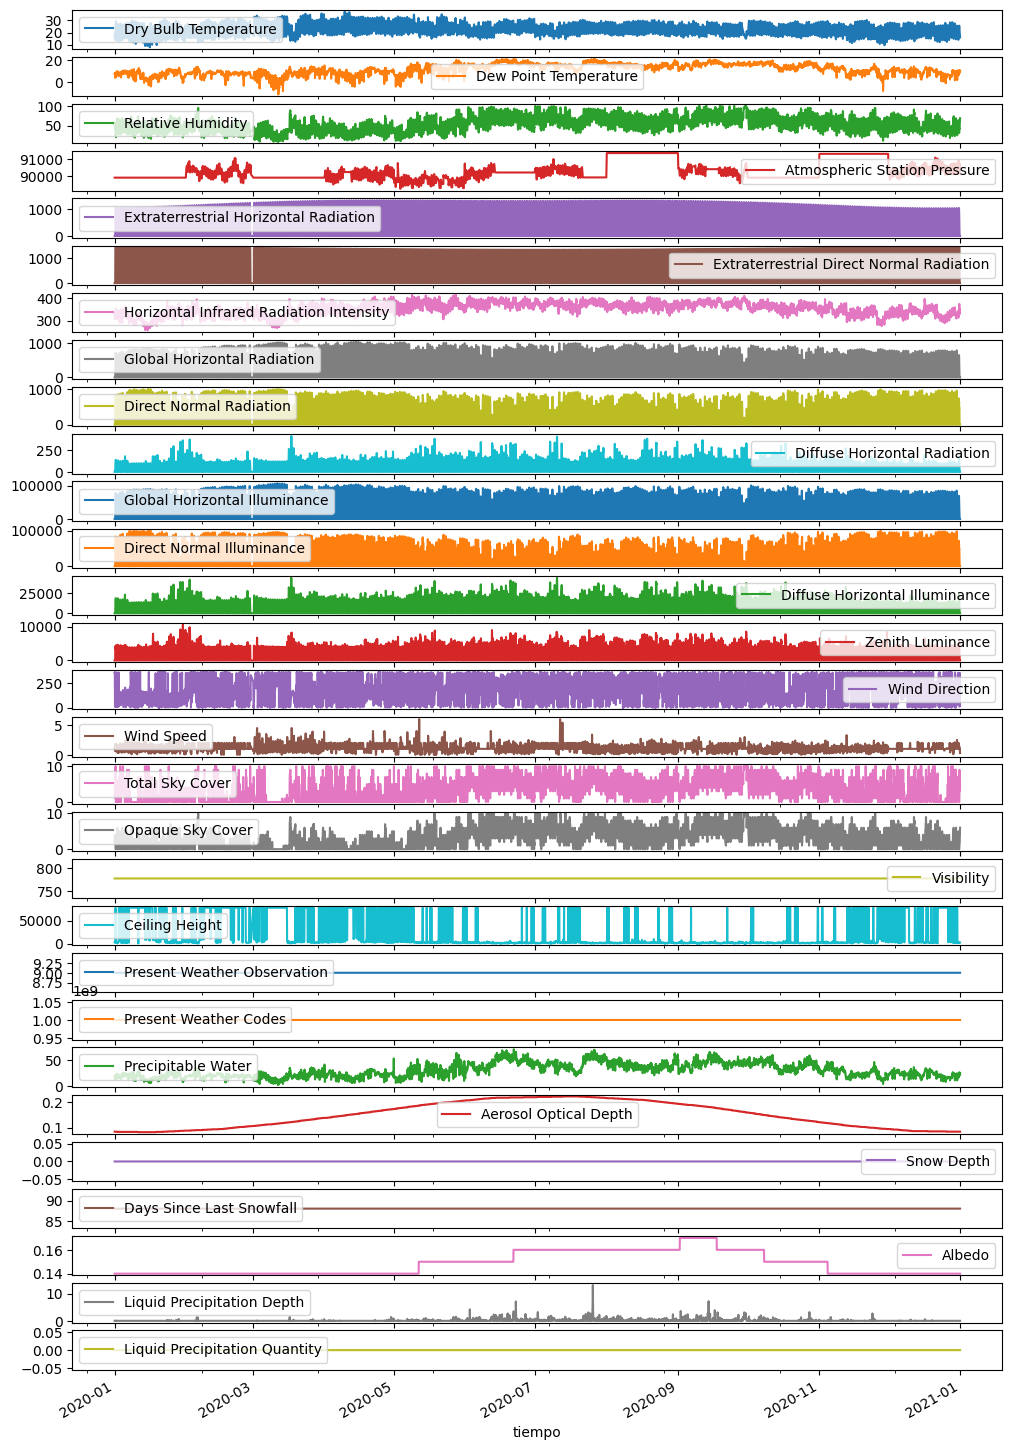 30
20
10
Dry Bulb Temperature
20
0
Dew Point Temperature
100
50
Relative Humidity
91000
90000
Atmospheric Station Pressure
1000
0
Extraterrestrial Horizontal Radiation
1000
0
Extraterrestrial Direct Normal Radiation
400
300
Horizontal Infrared Radiation Intensity
1000
0
Global Horizontal Radiation
1000
0
Direct Normal Radiation
250
0
Diffuse Horizontal Radiation
100000
0
Global Horizontal Illuminance
100000
0
Direct Normal Illuminance
25000
0
Diffuse Horizontal Illuminance
10000
0
Zenith Luminance
250
0
Wind Direction
5
0
Wind Speed
10
0
Total Sky Cover
10
0
Opaque Sky Cover
800
750
Visibility
50000
0
Ceiling Height
9.25
9.00
8.75
Present Weather Observation
1e9
1.05
1.00
0.95
Present Weather Codes
50
0
Precipitable Water
0.2
0.1
Aerosol Optical Depth
0.05
0.00
−0.05
Snow Depth
90
85
Days Since Last Snowfall
0.16
0.14
Albedo
10
0
Liquid Precipitation Depth
0.05
0.00
−0.05
Liquid Precipitation Quantity
2020-01 2020-03 2020-05 2020-07 2020-09 2020-11 2021-01
tiempo